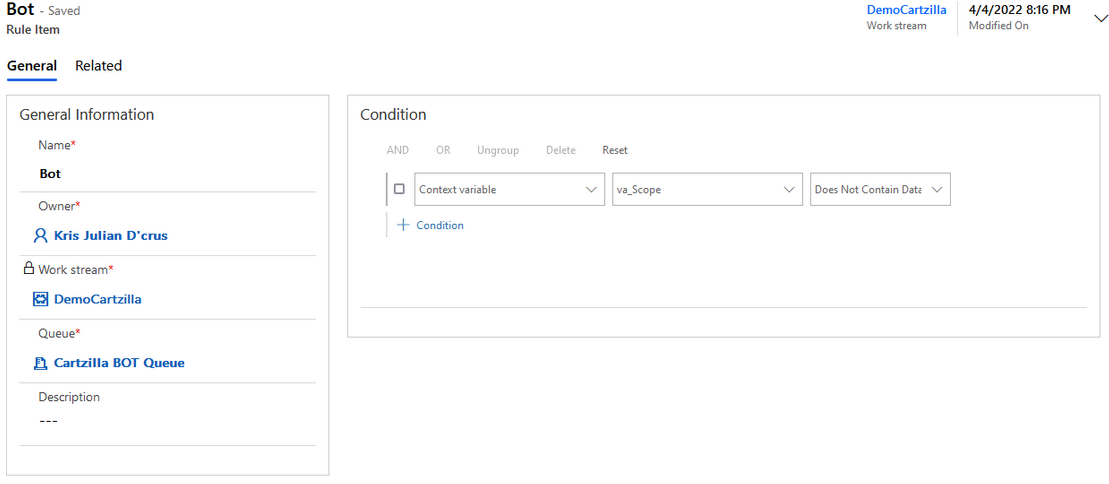 Bot - Saved
Rule Item
DemoCartzilla
Work stream
4/4/2022 8:16 PM
Modified On
General Related
General Information
Name*
Bot
Owner*
Kris Julian D'crus
Work stream*
DemoCartzilla
Queue*
Cartzilla BOT Queue
Description
---
Condition
AND OR Ungroup Delete Reset
Context variable va_Scope Does Not Contain Data
Condition